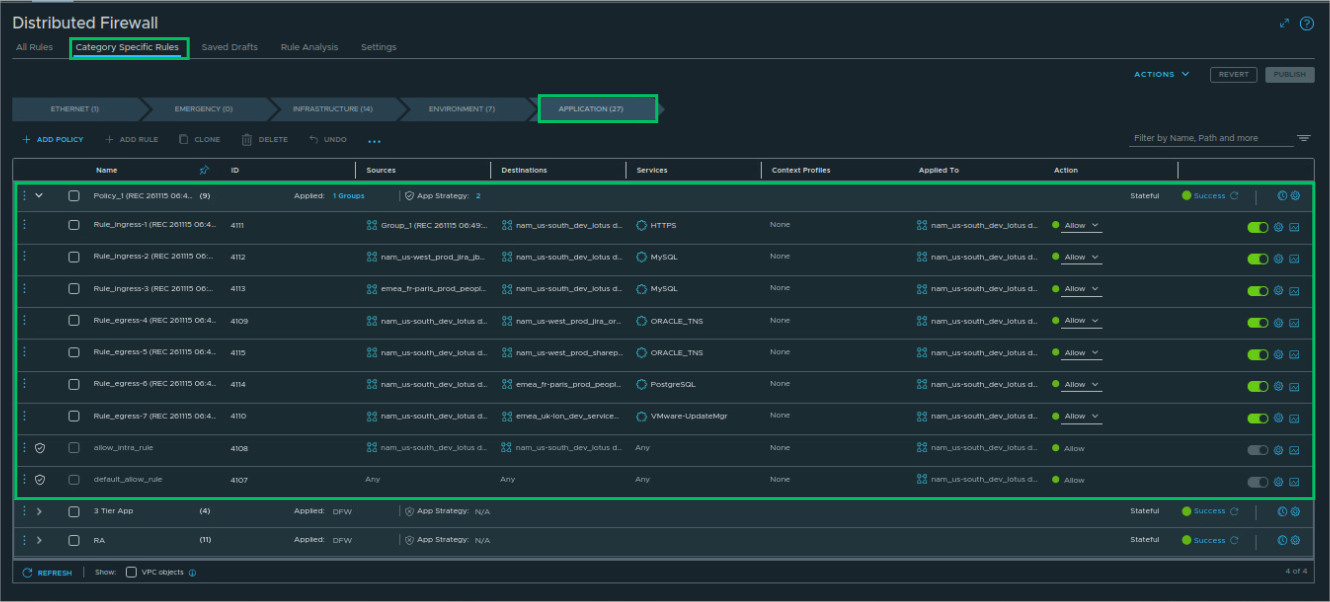 Distributed Firewall
All Rules Category Specific Rules Saved Drafts Rule Analysis Settings
ACTIONS REVERT PUBLISH
ETHERNET (1) EMERGENCY (0) INFRASTRUCTURE (14) ENVIRONMENT (7) APPLICATION (27)
+ ADD POLICY + ADD RULE CLONE DELETE UNDO ... Filter by Name, Path and more
Name ID Sources Destinations Services Context Profiles Applied To Action
Policy_1 (REC 261115 06:4... (9) Applied: 1 Groups App Strategy: 2 Stateful Success
Rule_ingress-1 (REC 261115 06:4... 4111 Group_1 (REC 261115 06:49:... nam_us-south_dev_lotus d... HTTPS None nam_us-south_dev_lotus d... Allow
Rule_ingress-2 (REC 261115 06:... 4112 nam_us-west_prod_jira_jb... nam_us-south_dev_lotus d... MySQL None nam_us-south_dev_lotus d... Allow
Rule_ingress-3 (REC 261115 06:... 4113 emea_fr-paris_prod_peopl... nam_us-south_dev_lotus d... MySQL None nam_us-south_dev_lotus d... Allow
Rule_egress-4 (REC 261115 06:4... 4109 nam_us-south_dev_lotus d... nam_us-west_prod_jira_or... ORACLE_TNS None nam_us-south_dev_lotus d... Allow
Rule_egress-5 (REC 261115 06:4... 4115 nam_us-south_dev_lotus d... nam_us-west_prod_sharep... ORACLE_TNS None nam_us-south_dev_lotus d... Allow
Rule_egress-6 (REC 261115 06:4... 4114 nam_us-south_dev_lotus d... emea_fr-paris_prod_peopl... PostgreSQL None nam_us-south_dev_lotus d... Allow
Rule_egress-7 (REC 261115 06:4... 4110 nam_us-south_dev_lotus d... emea_uk-lon_dev_service... VMware-UpdateMgr None nam_us-south_dev_lotus d... Allow
allow_intra_rule 4108 nam_us-south_dev_lotus d... nam_us-south_dev_lotus d... Any None nam_us-south_dev_lotus d... Allow
default_allow_rule 4107 Any Any Any None nam_us-south_dev_lotus d... Allow
3 Tier App (4) Applied: DFW App Strategy: N/A Stateful Success
RA (11) Applied: DFW App Strategy: N/A Stateful Success
REFRESH Show: VPC objects 4 of 4